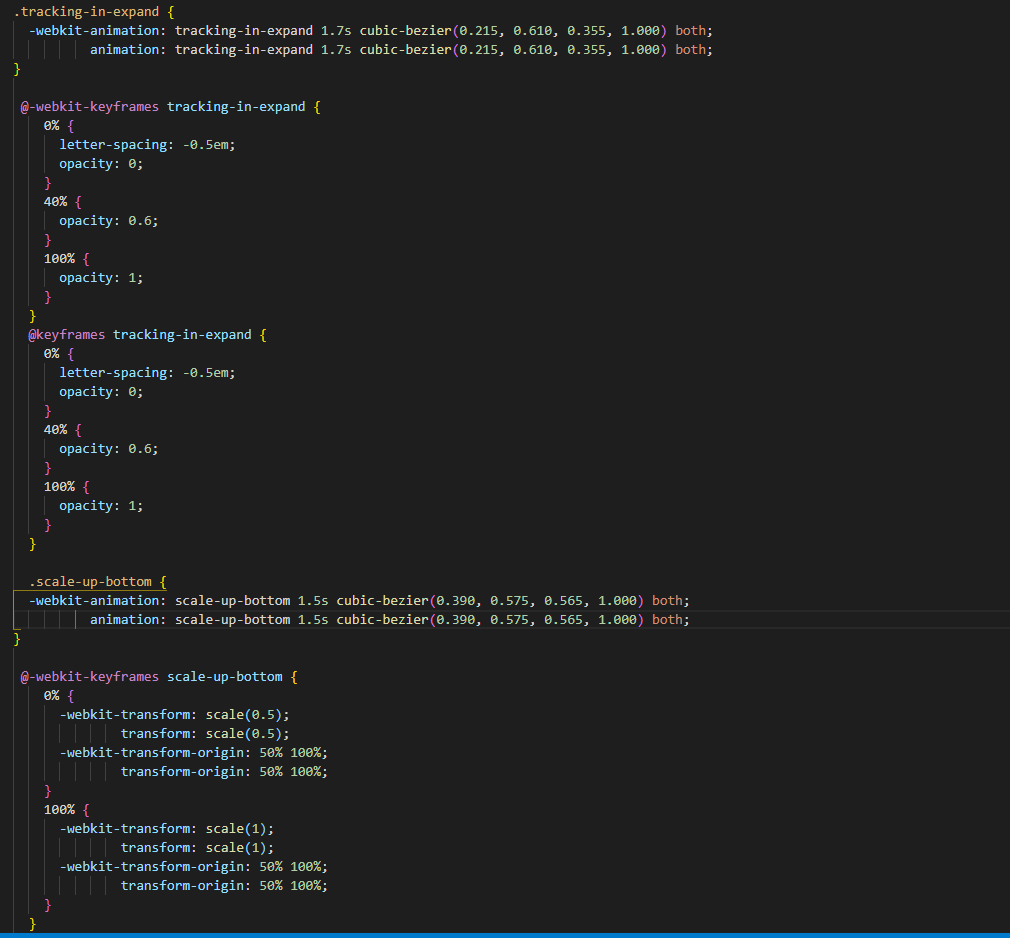 .tracking-in-expand {
-webkit-animation: tracking-in-expand 1.7s cubic-bezier(0.215, 0.610, 0.355, 1.000) both;
animation: tracking-in-expand 1.7s cubic-bezier(0.215, 0.610, 0.355, 1.000) both;
}
@-webkit-keyframes tracking-in-expand {
0% {
letter-spacing: -0.5em;
opacity: 0;
}
40% {
opacity: 0.6;
}
100% {
opacity: 1;
}
}
@keyframes tracking-in-expand {
0% {
letter-spacing: -0.5em;
opacity: 0;
}
40% {
opacity: 0.6;
}
100% {
opacity: 1;
}
}
.scale-up-bottom {
-webkit-animation: scale-up-bottom 1.5s cubic-bezier(0.390, 0.575, 0.565, 1.000) both;
animation: scale-up-bottom 1.5s cubic-bezier(0.390, 0.575, 0.565, 1.000) both;
}
@-webkit-keyframes scale-up-bottom {
0% {
-webkit-transform: scale(0.5);
transform: scale(0.5);
-webkit-transform-origin: 50% 100%;
transform-origin: 50% 100%;
}
100% {
-webkit-transform: scale(1);
transform: scale(1);
-webkit-transform-origin: 50% 100%;
transform-origin: 50% 100%;
}
}